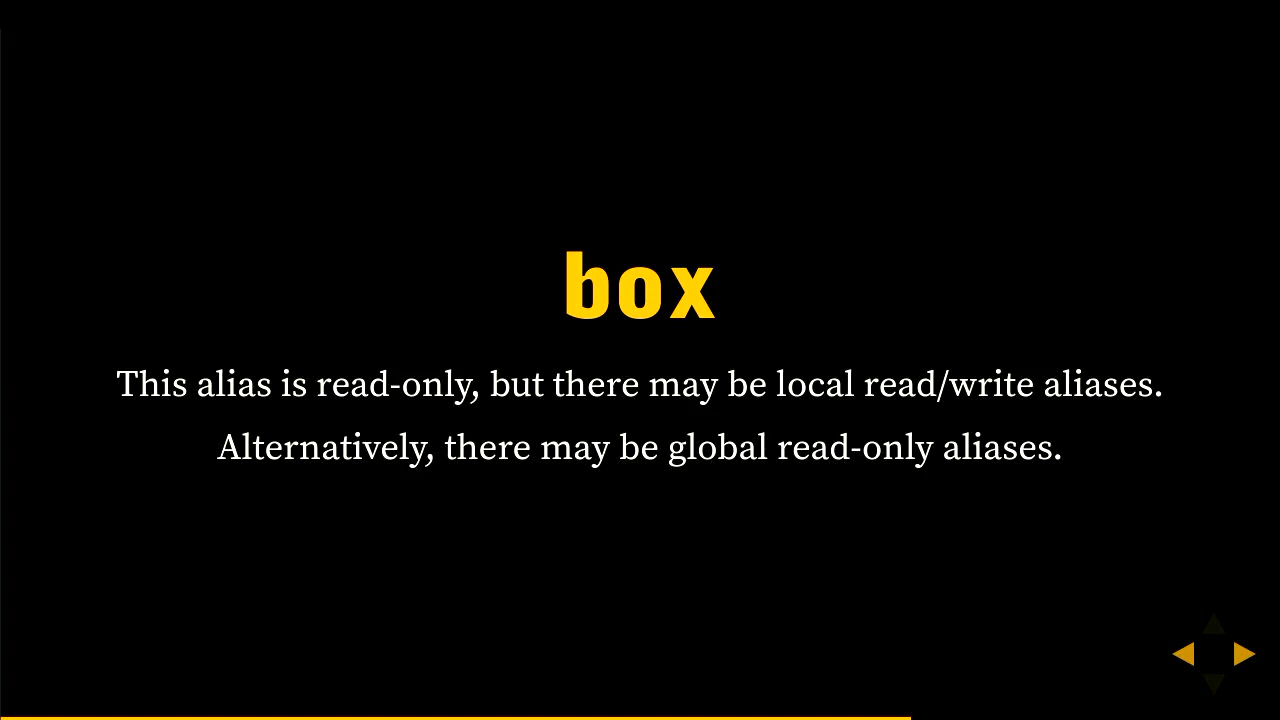 box
This alias is read-only, but there may be local read/write aliases.
Alternatively, there may be global read-only aliases.